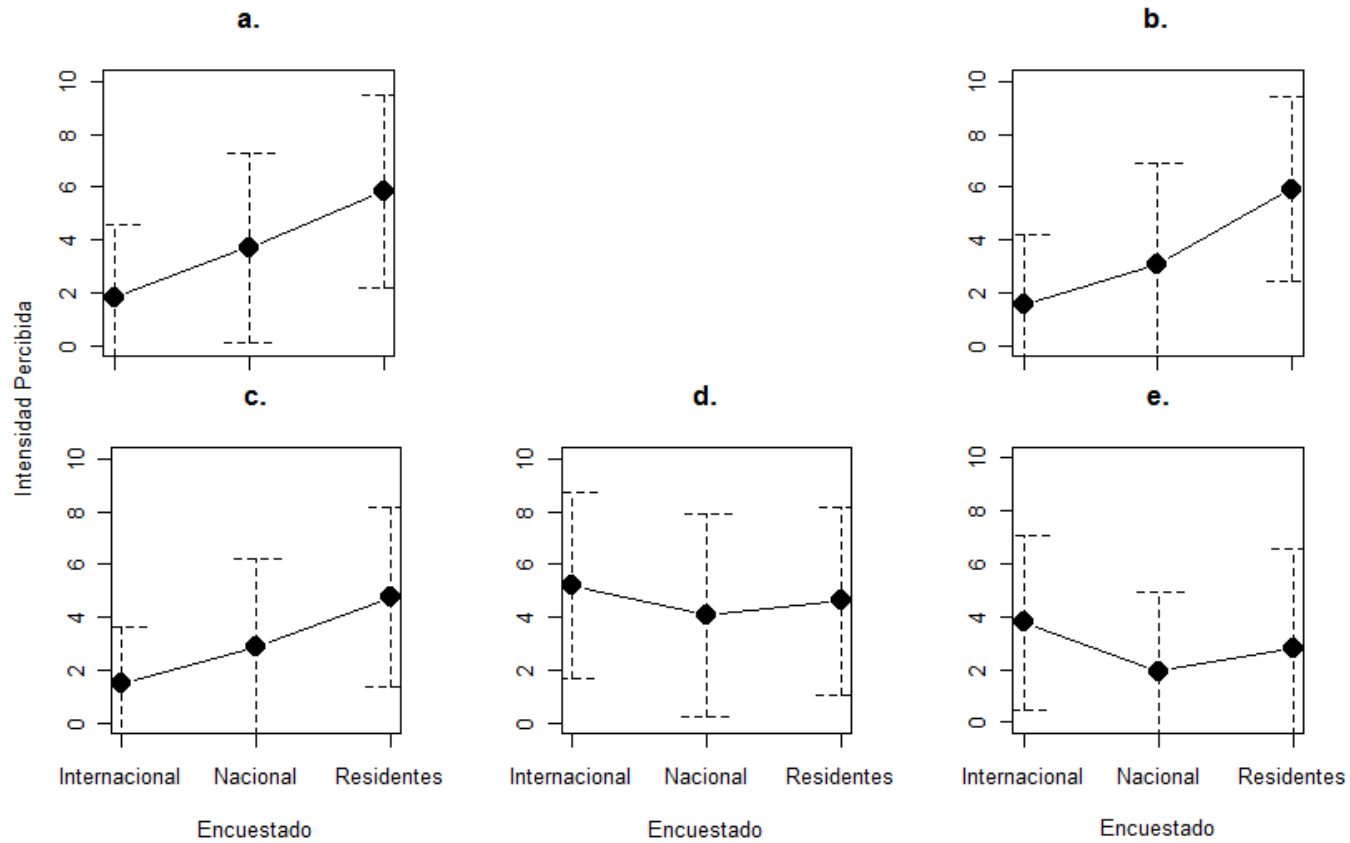 a.
b.
10
8
6
4
2
0
10
8
6
4
2
0
Intensidad Percibida
c.
d.
e.
10
8
6
4
2
0
10
8
6
4
2
0
10
8
6
4
2
0
Internacional Nacional Residentes
Internacional Nacional Residentes
Internacional Nacional Residentes
Encuestado
Encuestado
Encuestado